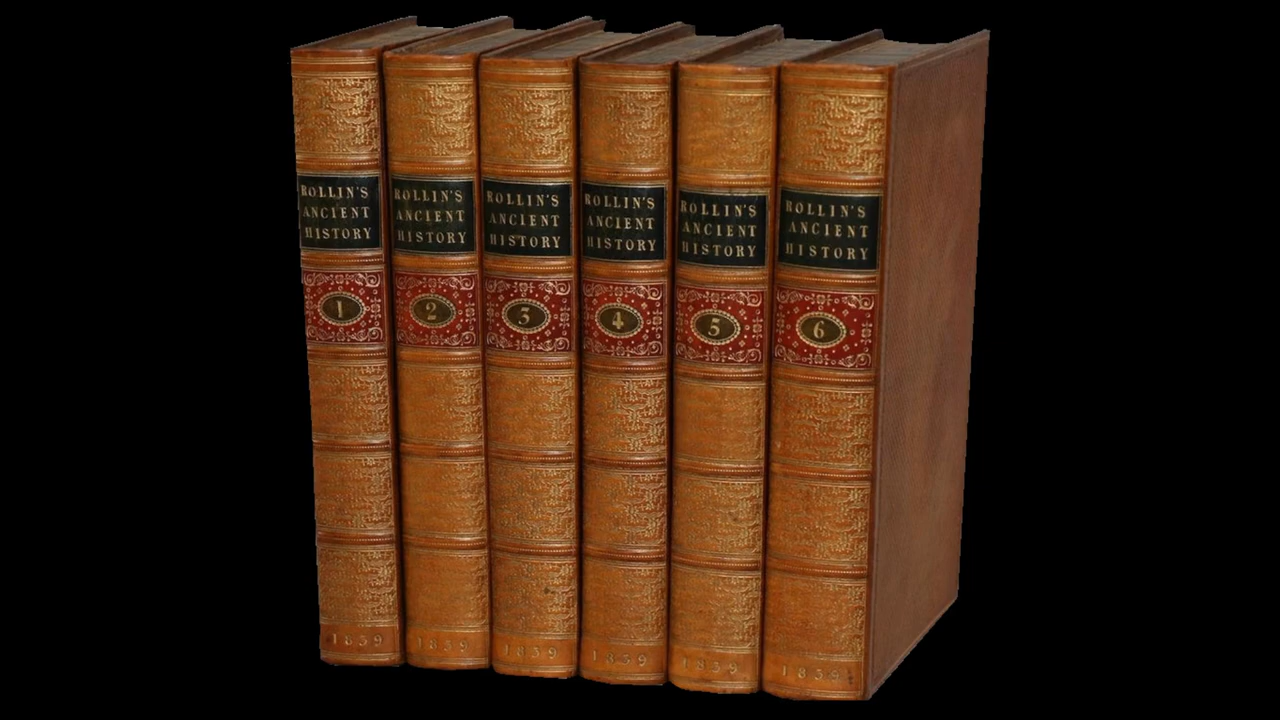 ROLLIN'S
ANCIENT
HISTORY
1
1839
ROLLIN'S
ANCIENT
HISTORY
2
1839
ROLLIN'S
ANCIENT
HISTORY
3
1839
ROLLIN'S
ANCIENT
HISTORY
4
1839
ROLLIN'S
ANCIENT
HISTORY
5
1839
ROLLIN'S
ANCIENT
HISTORY
6
1839